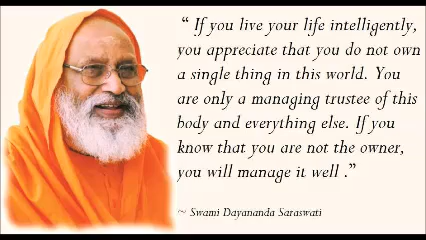 “ If you live your life intelligently,
you appreciate that you do not own
a single thing in this world. You
are only a managing trustee of this
body and everything else. If you
know that you are not the owner,
you will manage it well .”
~ Swami Dayananda Saraswati